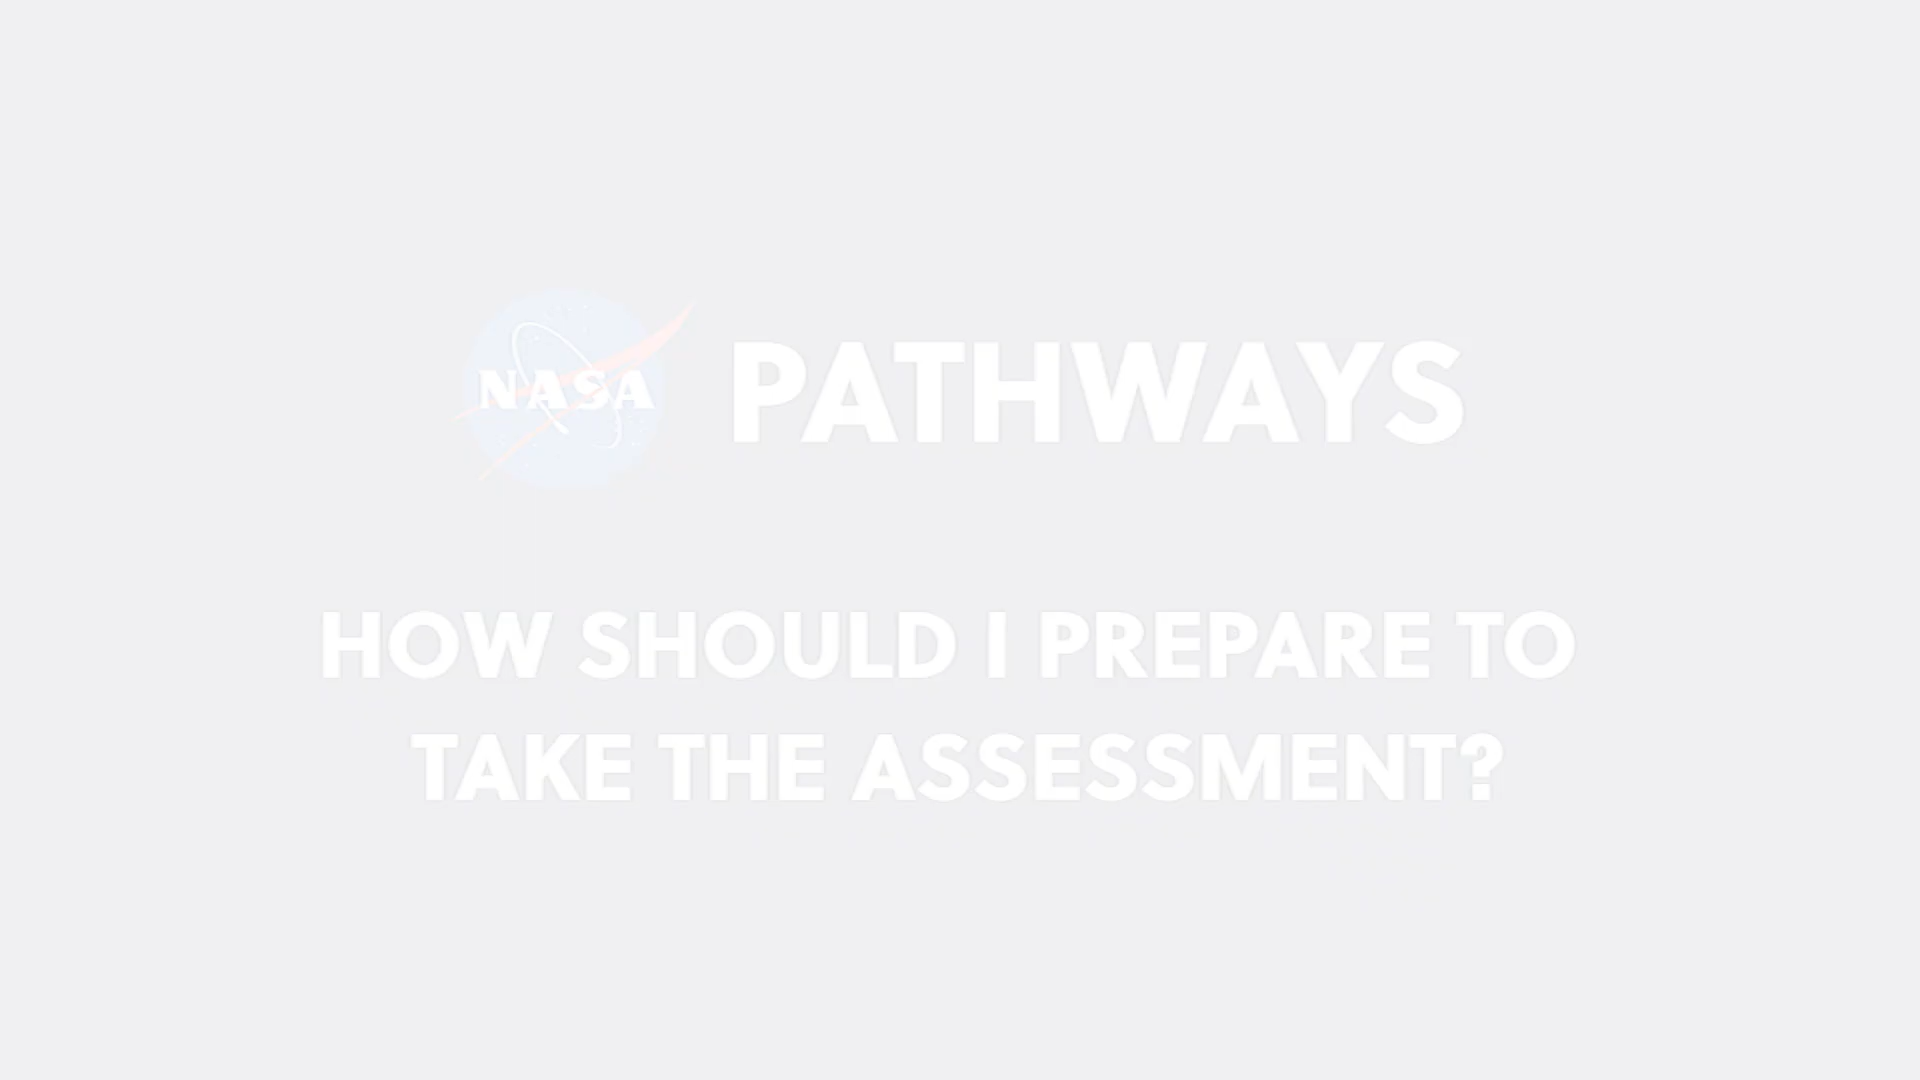 NASA PATHWAYS
HOW SHOULD I PREPARE TO
TAKE THE ASSESSMENT?